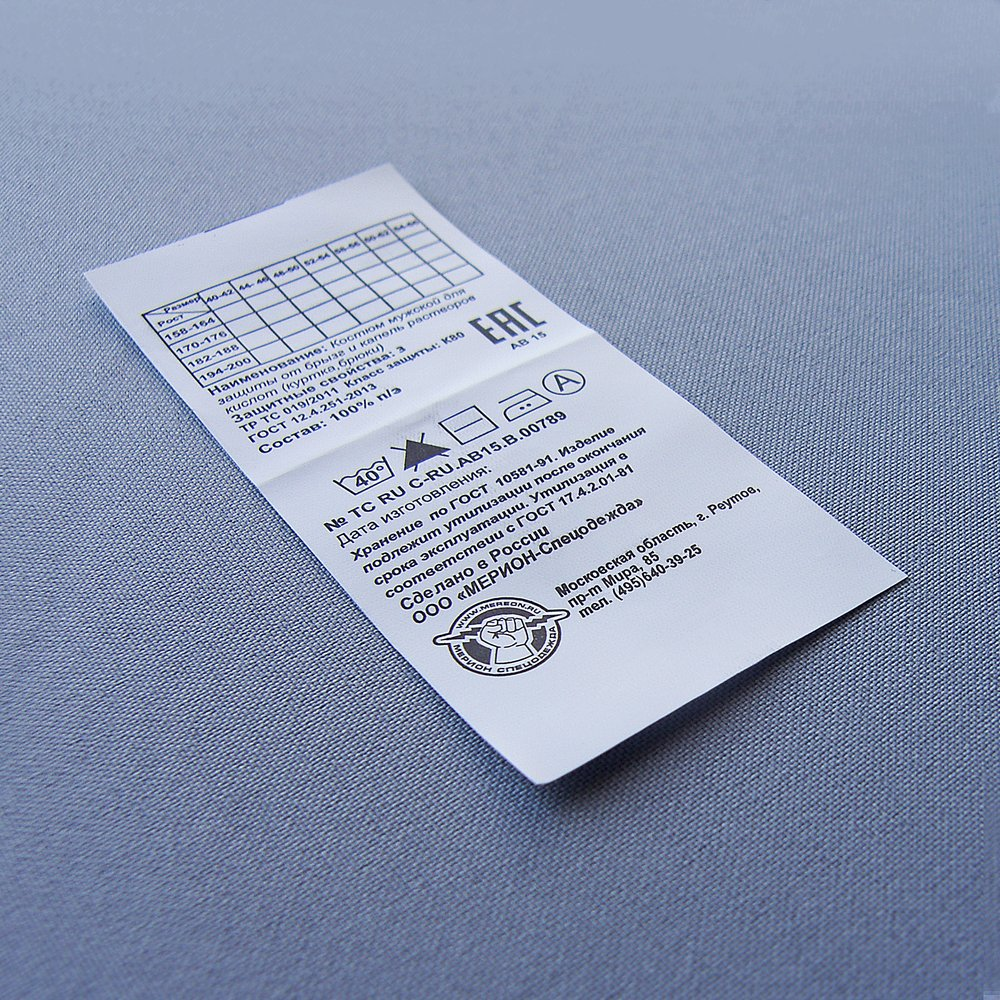 Размер 40-42 44-46 48-50 52-54 56-58 60-62 64-66
Рост
158-164
170-176
182-188
194-200
Наименование: Костюм мужской для
защиты от брызг и капель растворов
кислот (куртка,брюки)
Защитные свойства: 3
ТР ТС 019/2011 Класс защиты: К80
ГОСТ 12.4.251-2013
Состав: 100% п/э
EAC
АВ 15
40° A
№ ТС RU C-RU.АВ15.В.00789
Дата изготовления:
Хранение по ГОСТ 10581-91. Изделие
подлежит утилизации после окончания
срока эксплуатации. Утилизация в
соответствии с ГОСТ 17.4.2.01-81
Сделано в России
ООО «МЕРИОН-Спецодежда»
Московская область, г. Реутов,
пр-т Мира, 85
тел. (495)640-39-25
WWW.MEREON.RU
МЕРИОН СПЕЦОДЕЖДА